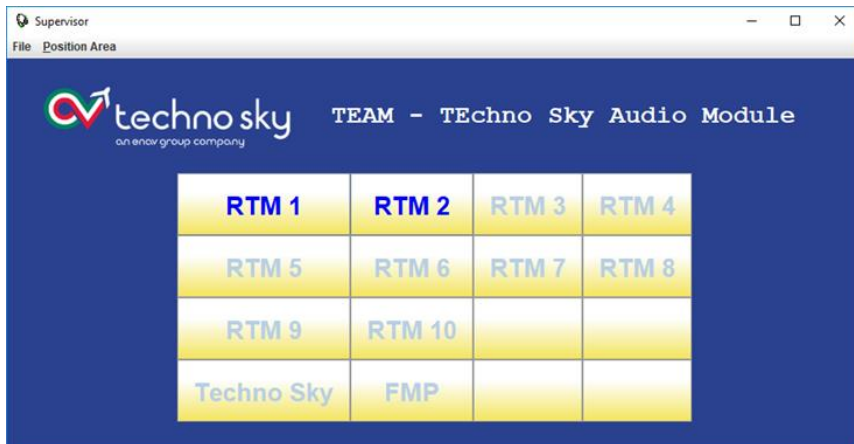 Supervisor
File Position Area
techno sky
an enav group company
TEAM - TEchno Sky Audio Module
RTM 1 RTM 2 RTM 3 RTM 4
RTM 5 RTM 6 RTM 7 RTM 8
RTM 9 RTM 10
Techno Sky FMP